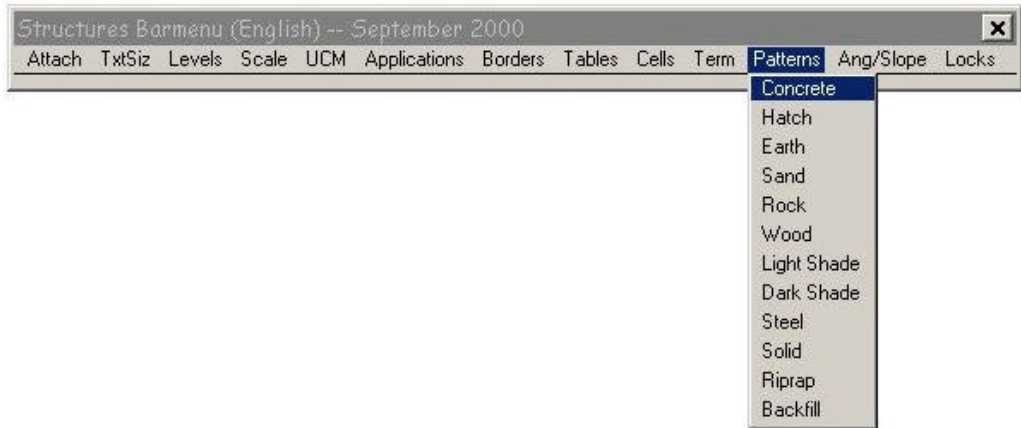 Structures Barmenu (English) -- September 2000
Attach TxtSiz Levels Scale UCM Applications Borders Tables Cells Term Patterns Ang/Slope Locks
Concrete
Hatch
Earth
Sand
Rock
Wood
Light Shade
Dark Shade
Steel
Solid
Riprap
Backfill